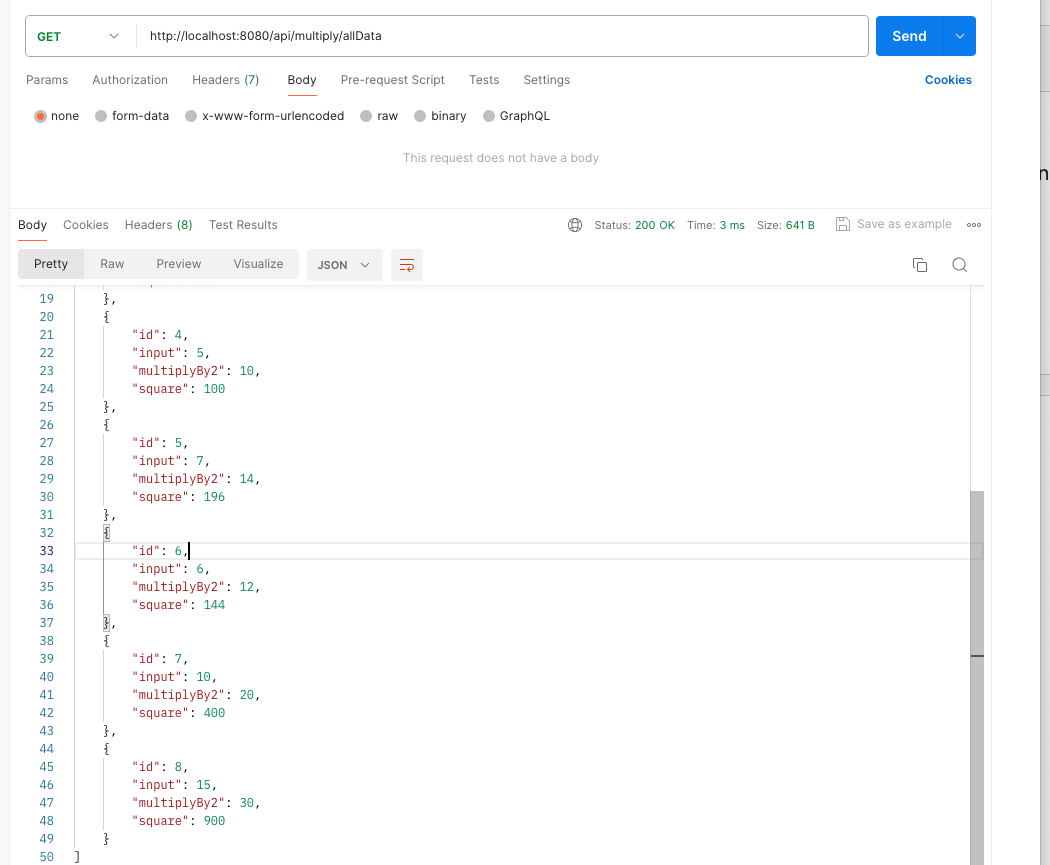 GET http://localhost:8080/api/multiply/allData Send
Params Authorization Headers (7) Body Pre-request Script Tests Settings Cookies
none form-data x-www-form-urlencoded raw binary GraphQL
This request does not have a body
Body Cookies Headers (8) Test Results Status: 200 OK Time: 3 ms Size: 641 B Save as example
Pretty Raw Preview Visualize JSON
19 },
20 {
21 "id": 4,
22 "input": 5,
23 "multiplyBy2": 10,
24 "square": 100
25 },
26 {
27 "id": 5,
28 "input": 7,
29 "multiplyBy2": 14,
30 "square": 196
31 },
32 {
33 "id": 6,
34 "input": 6,
35 "multiplyBy2": 12,
36 "square": 144
37 },
38 {
39 "id": 7,
40 "input": 10,
41 "multiplyBy2": 20,
42 "square": 400
43 },
44 {
45 "id": 8,
46 "input": 15,
47 "multiplyBy2": 30,
48 "square": 900
49 }
50 ]